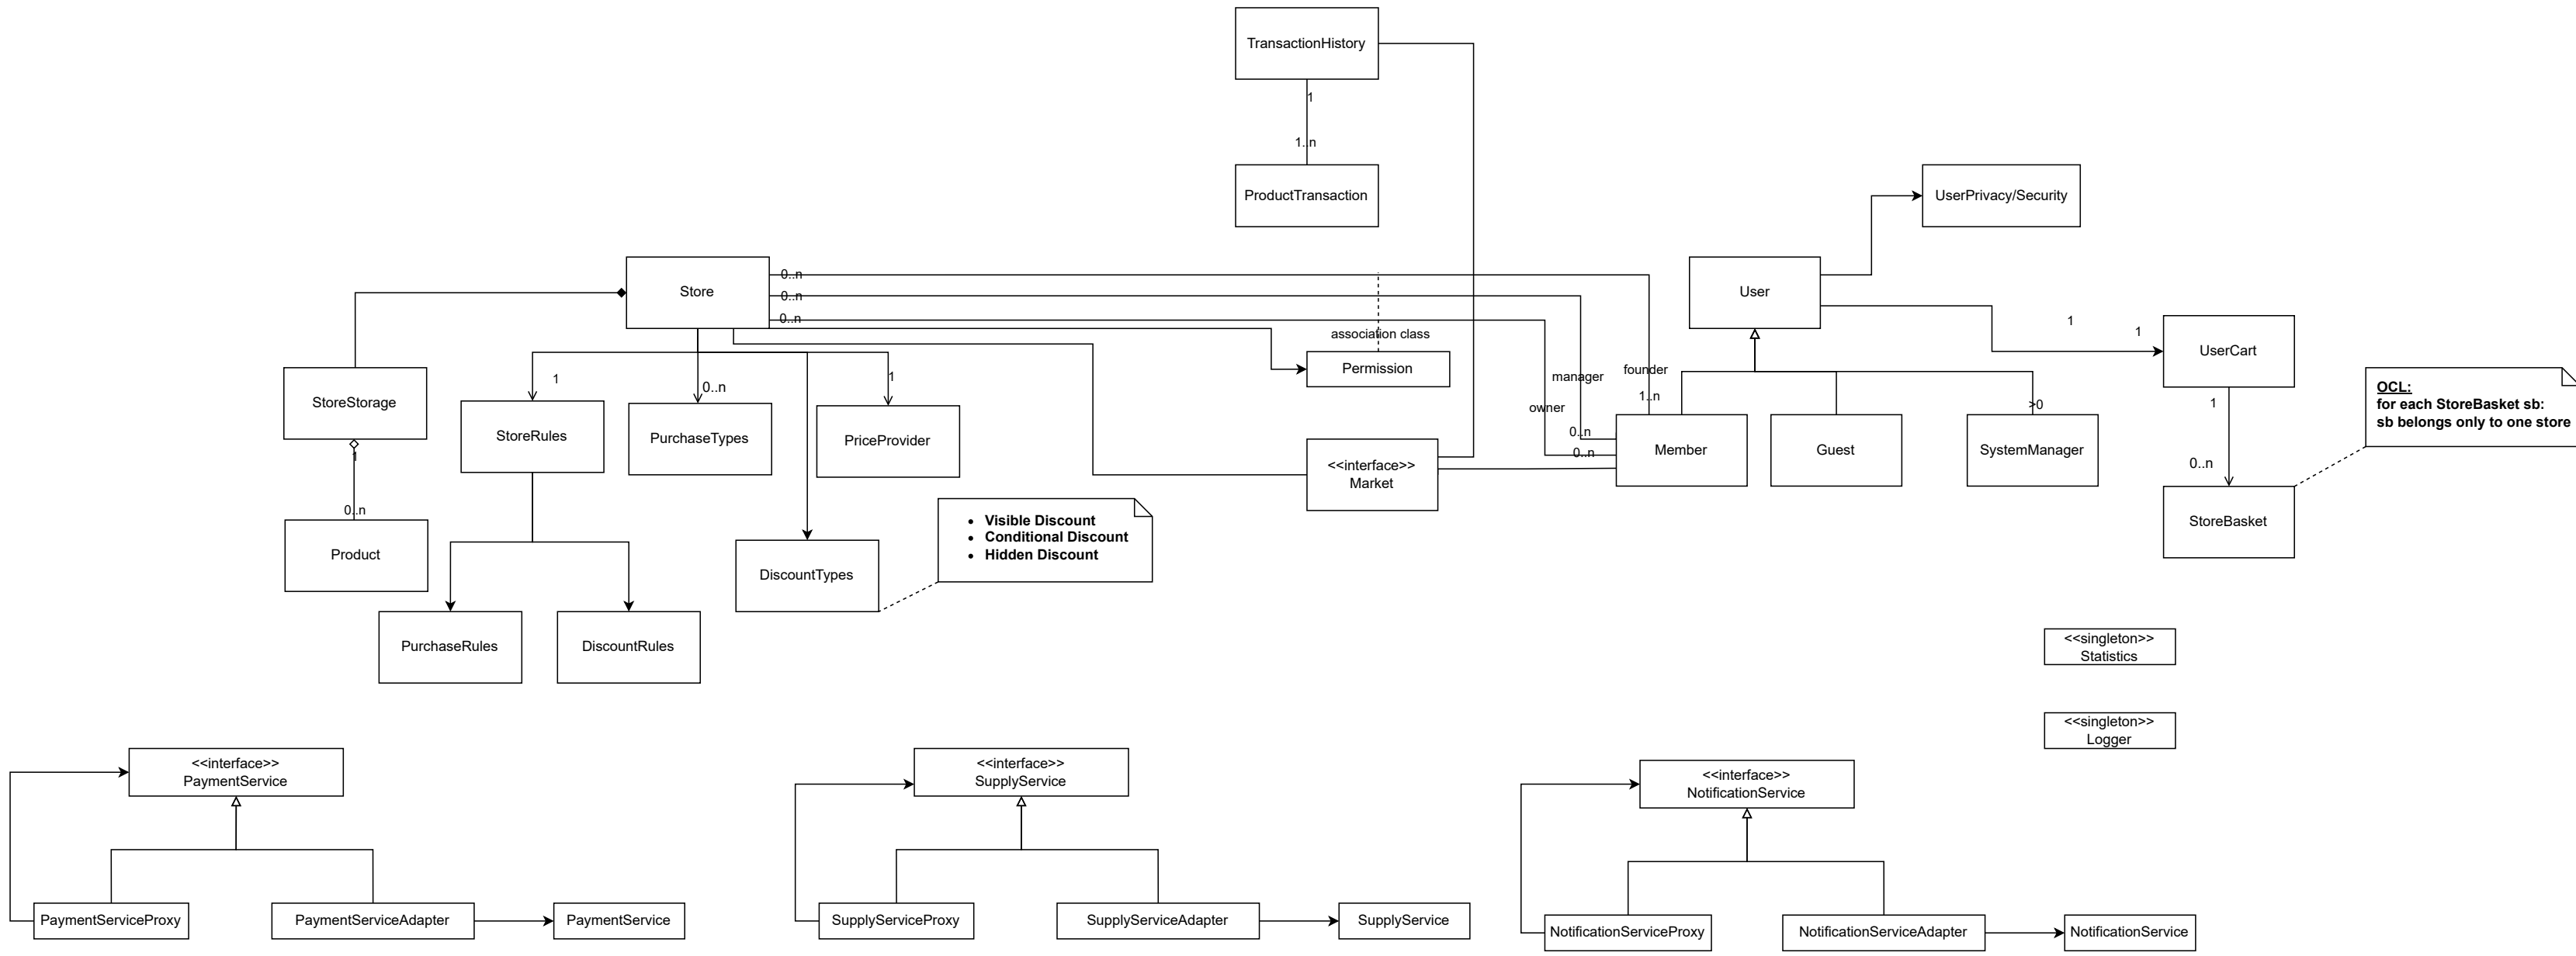 TransactionHistory
1
1..n
ProductTransaction
UserPrivacy/Security
Store
0..n
0..n
0..n
User
association class
Permission
1
1
UserCart
OCL:
for each StoreBasket sb:
sb belongs only to one store
1
0..n
StoreBasket
StoreStorage
1
0..n
Product
1
StoreRules
0..n
PurchaseTypes
1
PriceProvider
manager
founder
owner
1..n
0..n
0..n
>0
Member
Guest
SystemManager
<<interface>>
Market
• Visible Discount
• Conditional Discount
• Hidden Discount
DiscountTypes
PurchaseRules
DiscountRules
<<singleton>>
Statistics
<<singleton>>
Logger
<<interface>>
PaymentService
PaymentServiceProxy
PaymentServiceAdapter
PaymentService
<<interface>>
SupplyService
SupplyServiceProxy
SupplyServiceAdapter
SupplyService
<<interface>>
NotificationService
NotificationServiceProxy
NotificationServiceAdapter
NotificationService